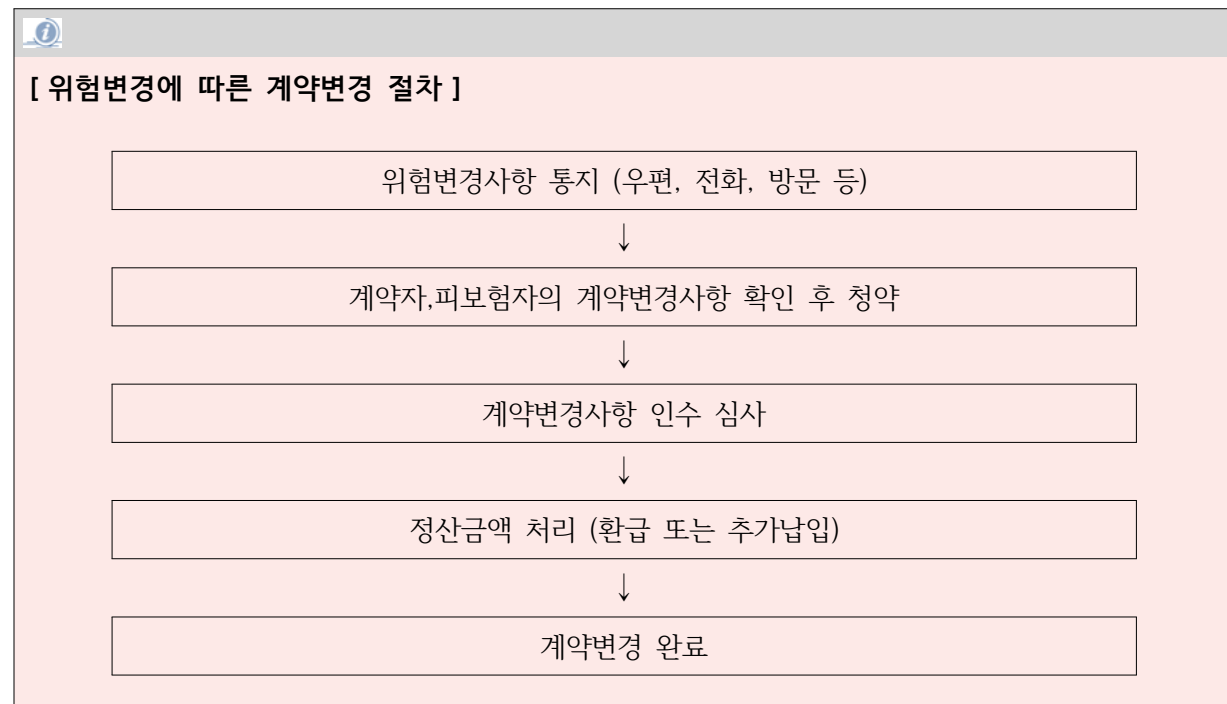 [ 위험변경에 따른 계약변경 절차 ]
위험변경사항 통지 (우편, 전화, 방문 등)
↓
계약자,피보험자의 계약변경사항 확인 후 청약
↓
계약변경사항 인수 심사
↓
정산금액 처리 (환급 또는 추가납입)
↓
계약변경 완료